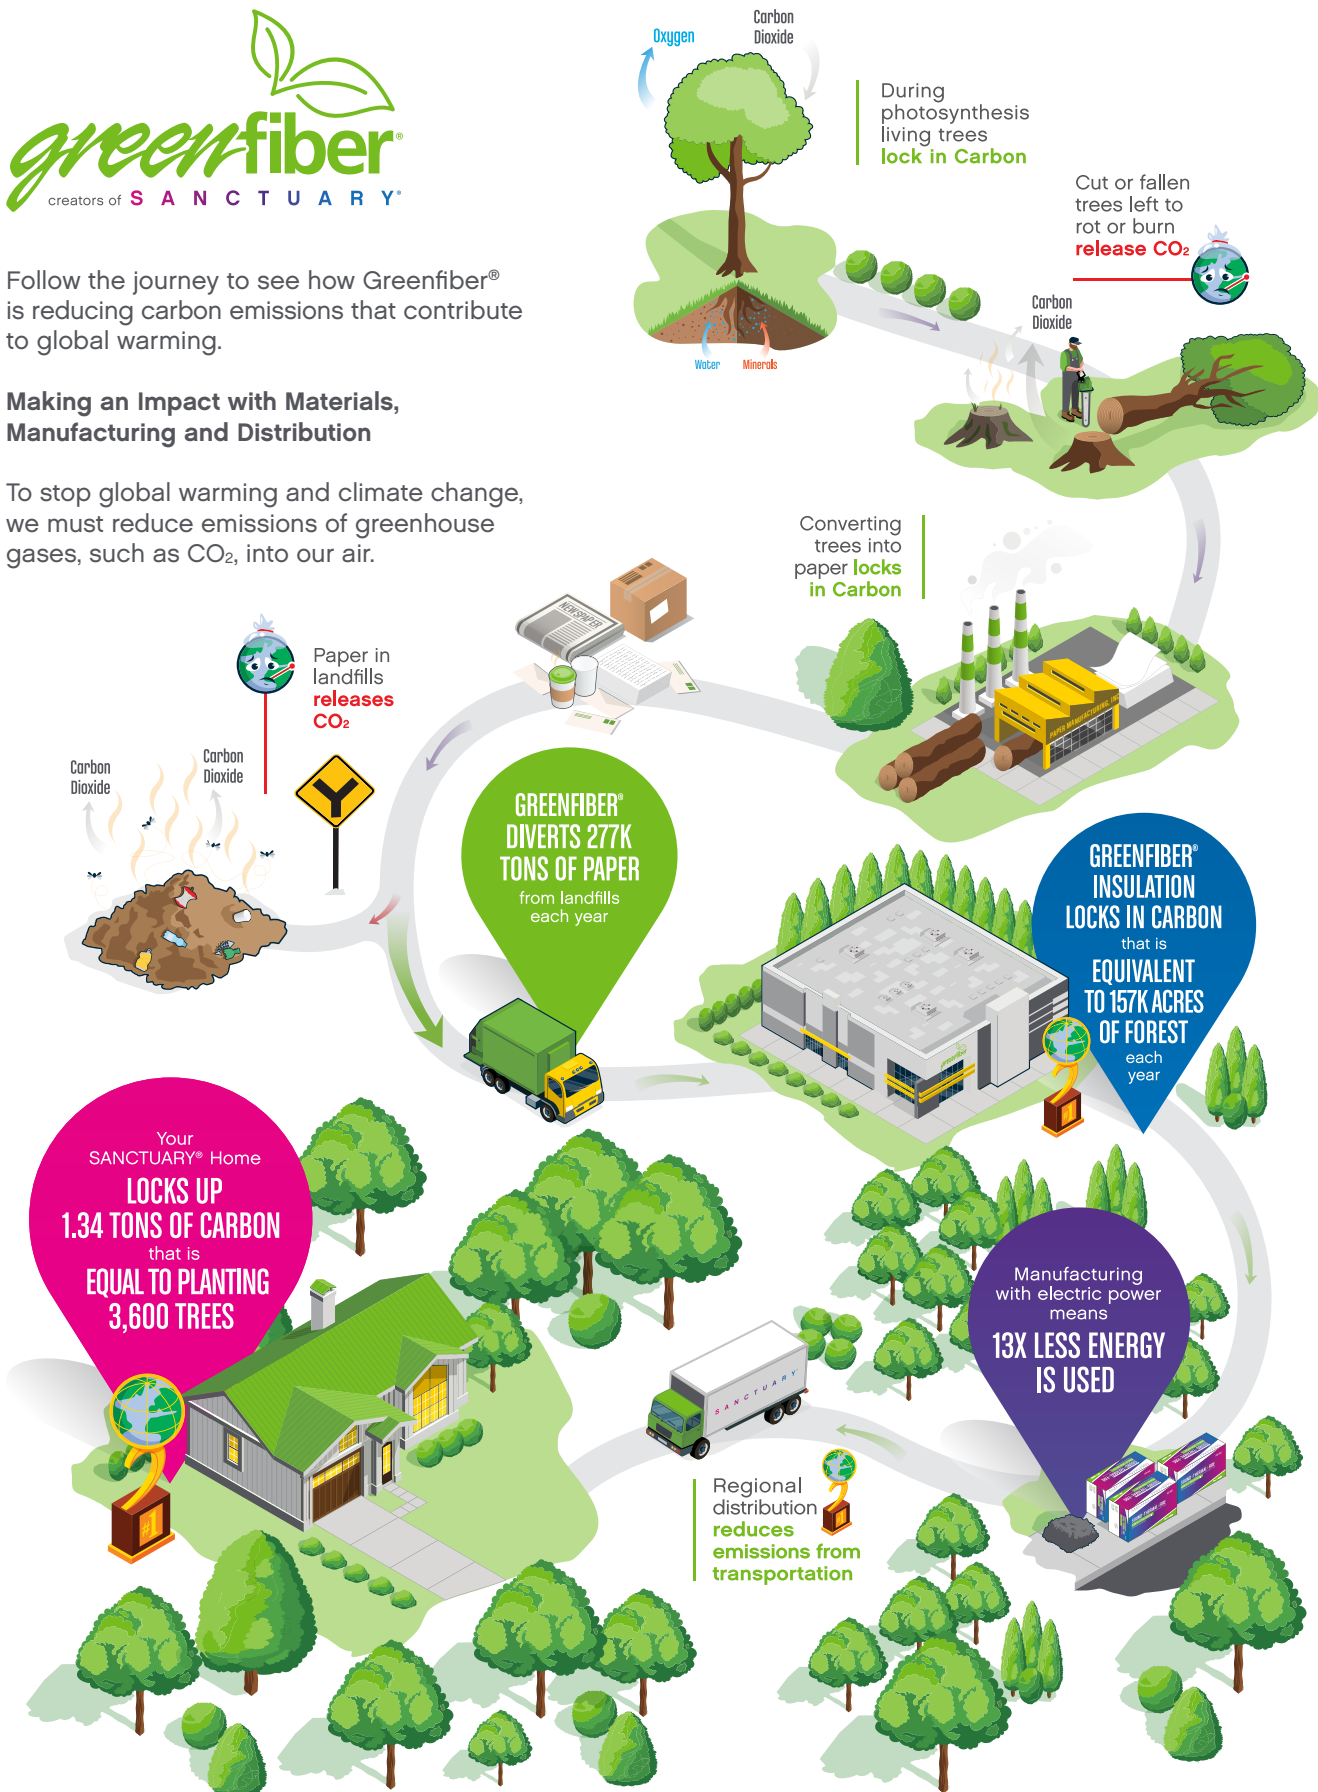 greenfiber®
creators of SANCTUARY®
Follow the journey to see how Greenfiber®
is reducing carbon emissions that contribute
to global warming.
Making an Impact with Materials,
Manufacturing and Distribution
To stop global warming and climate change,
we must reduce emissions of greenhouse
gases, such as CO₂, into our air.
Oxygen
Carbon
Dioxide
During
photosynthesis
living trees
lock in Carbon
Water
Minerals
Cut or fallen
trees left to
rot or burn
release CO₂
Carbon
Dioxide
Converting
trees into
paper locks
in Carbon
PAPER MANUFACTURING, INC
NEWSPAPER
Paper in
landfills
releases
CO₂
Carbon
Dioxide
Carbon
Dioxide
GREENFIBER®
DIVERTS 277K
TONS OF PAPER
from landfills
each year
GREENFIBER®
INSULATION
LOCKS IN CARBON
that is
EQUIVALENT
TO 157K ACRES
OF FOREST
each
year
greenfiber
#1
Manufacturing
with electric power
means
13X LESS ENERGY
IS USED
SANCTUARY
Regional
distribution
reduces
emissions from
transportation
#1
Your
SANCTUARY® Home
LOCKS UP
1.34 TONS OF CARBON
that is
EQUAL TO PLANTING
3,600 TREES
#1